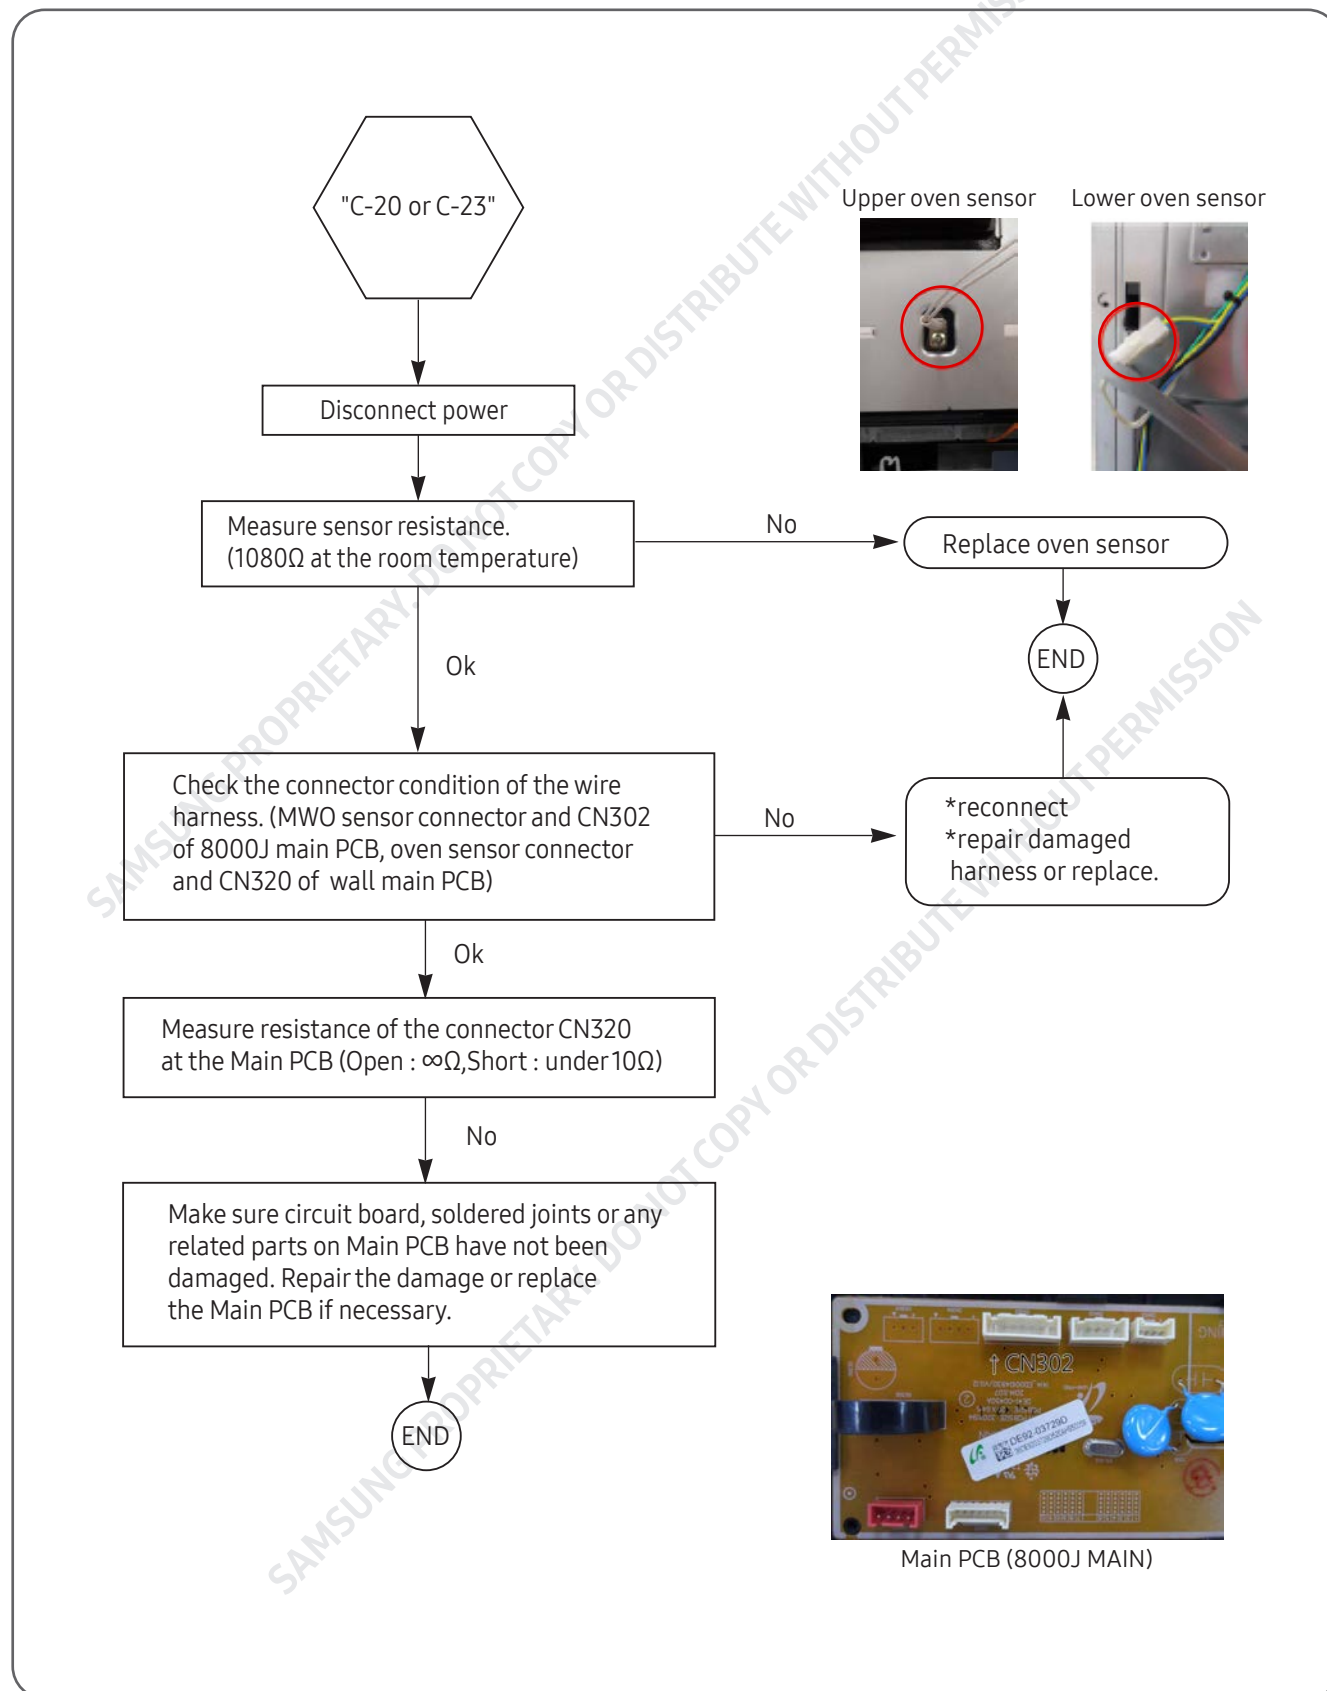 "C-20 or C-23"
Upper oven sensor
Lower oven sensor
Disconnect power
Measure sensor resistance.
(1080Ω at the room temperature)
No
Replace oven sensor
END
Ok
Check the connector condition of the wire
harness. (MWO sensor connector and CN302
of 8000J main PCB, oven sensor connector
and CN320 of wall main PCB)
No
*reconnect
*repair damaged
harness or replace.
Ok
Measure resistance of the connector CN320
at the Main PCB (Open : ∞Ω,Short : under 10Ω)
No
Make sure circuit board, soldered joints or any
related parts on Main PCB have not been
damaged. Repair the damage or replace
the Main PCB if necessary.
END
↑ CN302
DE92-03729D
Main PCB (8000J MAIN)
SAMSUNG PROPRIETARY. DO NOT COPY OR DISTRIBUTE WITHOUT PERMISSION
SAMSUNG PROPRIETARY. DO NOT COPY OR DISTRIBUTE WITHOUT PERMISSION